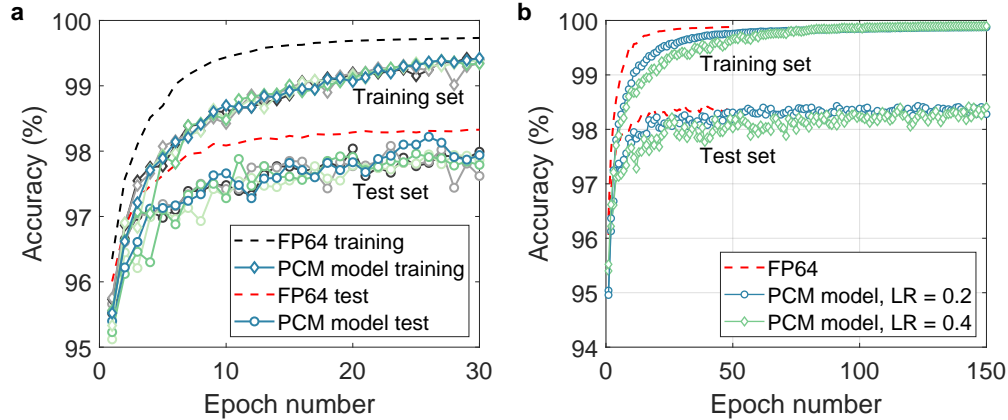 a
Accuracy (%)
100
99
98
97
96
95
0
10
20
30
Epoch number
Training set
Test set
FP64 training
PCM model training
FP64 test
PCM model test
b
Accuracy (%)
100
99
98
97
96
95
94
0
50
100
150
Epoch number
Training set
Test set
FP64
PCM model, LR = 0.2
PCM model, LR = 0.4